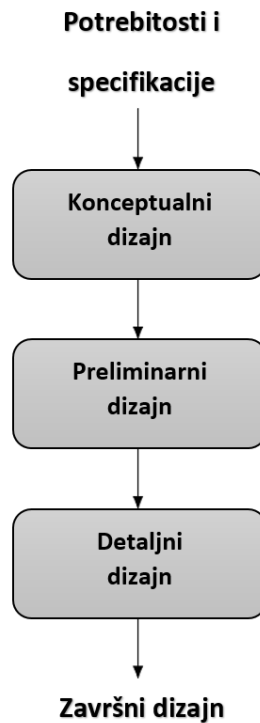 Potrebitosti i
specifikacije
Konceptualni
dizajn
Preliminarni
dizajn
Detaljni
dizajn
Završni dizajn